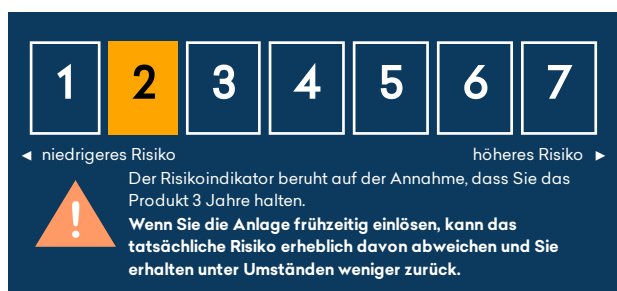 1 2 3 4 5 6 7
◄ niedrigeres Risiko höheres Risiko ►
Der Risikoindikator beruht auf der Annahme, dass Sie das
Produkt 3 Jahre halten.
Wenn Sie die Anlage frühzeitig einlösen, kann das
tatsächliche Risiko erheblich davon abweichen und Sie
erhalten unter Umständen weniger zurück.
!